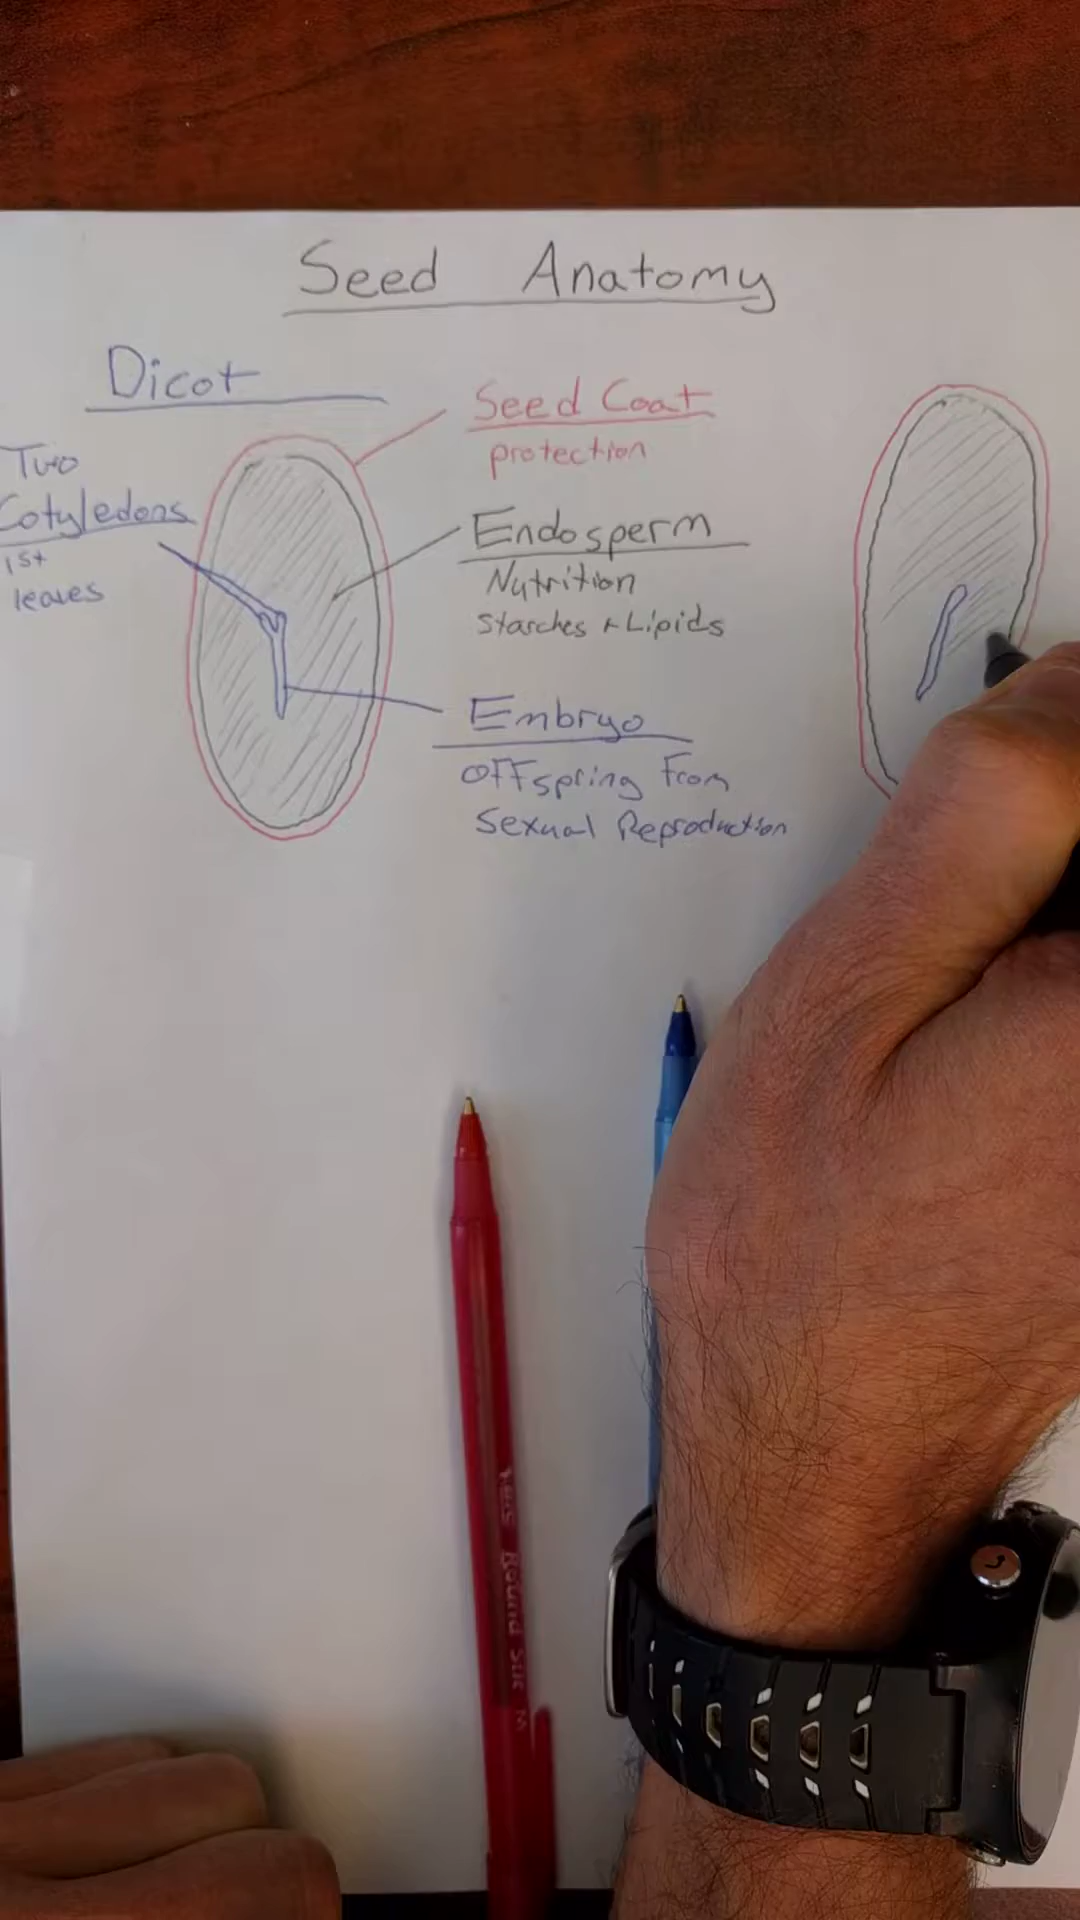 Seed Anatomy
Dicot
Two
Cotyledons
1st
leaves
Seed Coat
protection
Endosperm
Nutrition
Starches + Lipids
Embryo
Offspring From
Sexual Reproduction